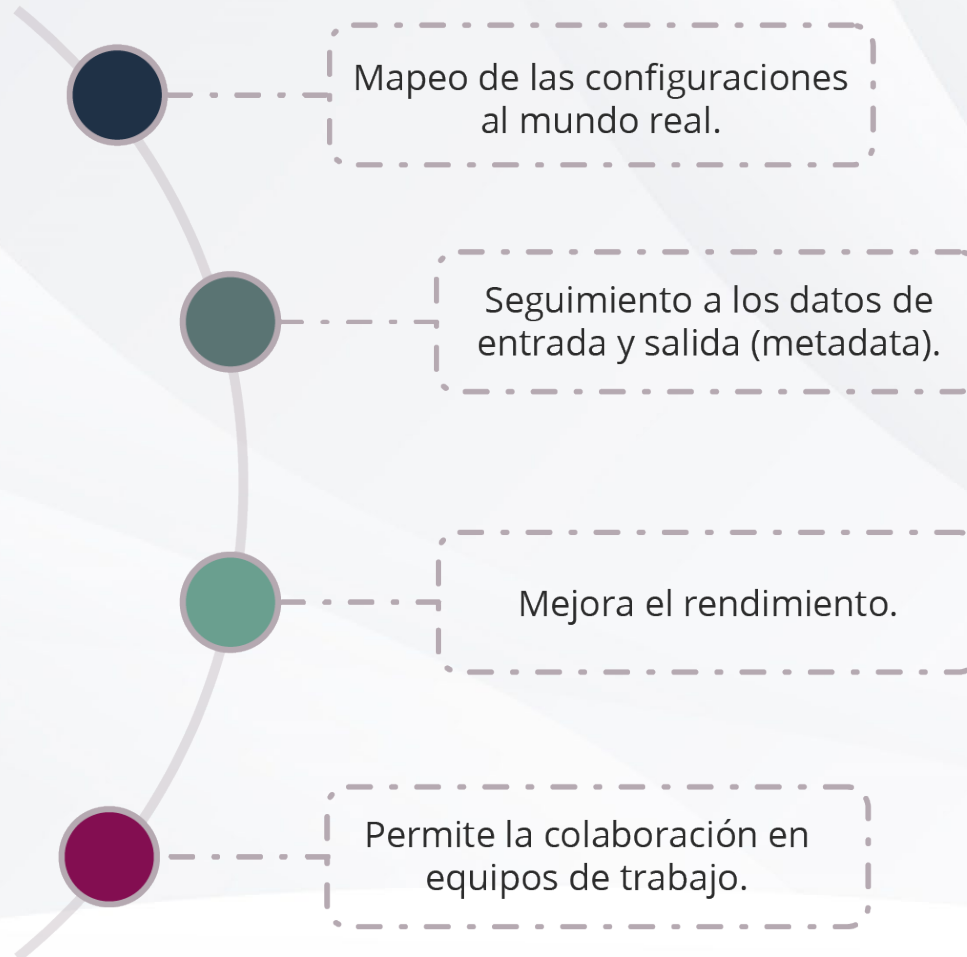 Mapeo de las configuraciones
al mundo real.
Seguimiento a los datos de
entrada y salida (metadata).
Mejora el rendimiento.
Permite la colaboración en
equipos de trabajo.